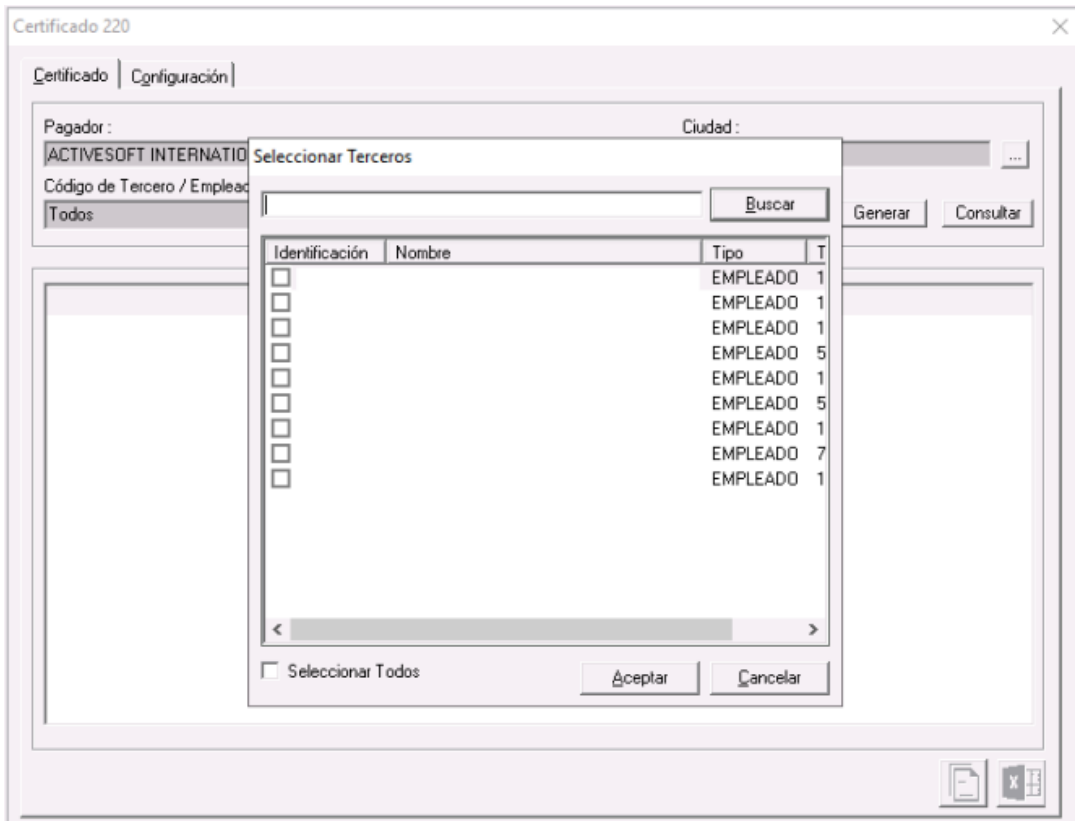 Certificado 220
Certificado Configuración
Pagador : Ciudad :
ACTIVESOFT INTERNATIO
Seleccionar Terceros
...
Código de Tercero / Emplead
Buscar
Todos
Generar Consultar
Identificación Nombre Tipo T
EMPLEADO 1
EMPLEADO 1
EMPLEADO 1
EMPLEADO 5
EMPLEADO 1
EMPLEADO 5
EMPLEADO 1
EMPLEADO 7
EMPLEADO 1
Seleccionar Todos
Aceptar Cancelar